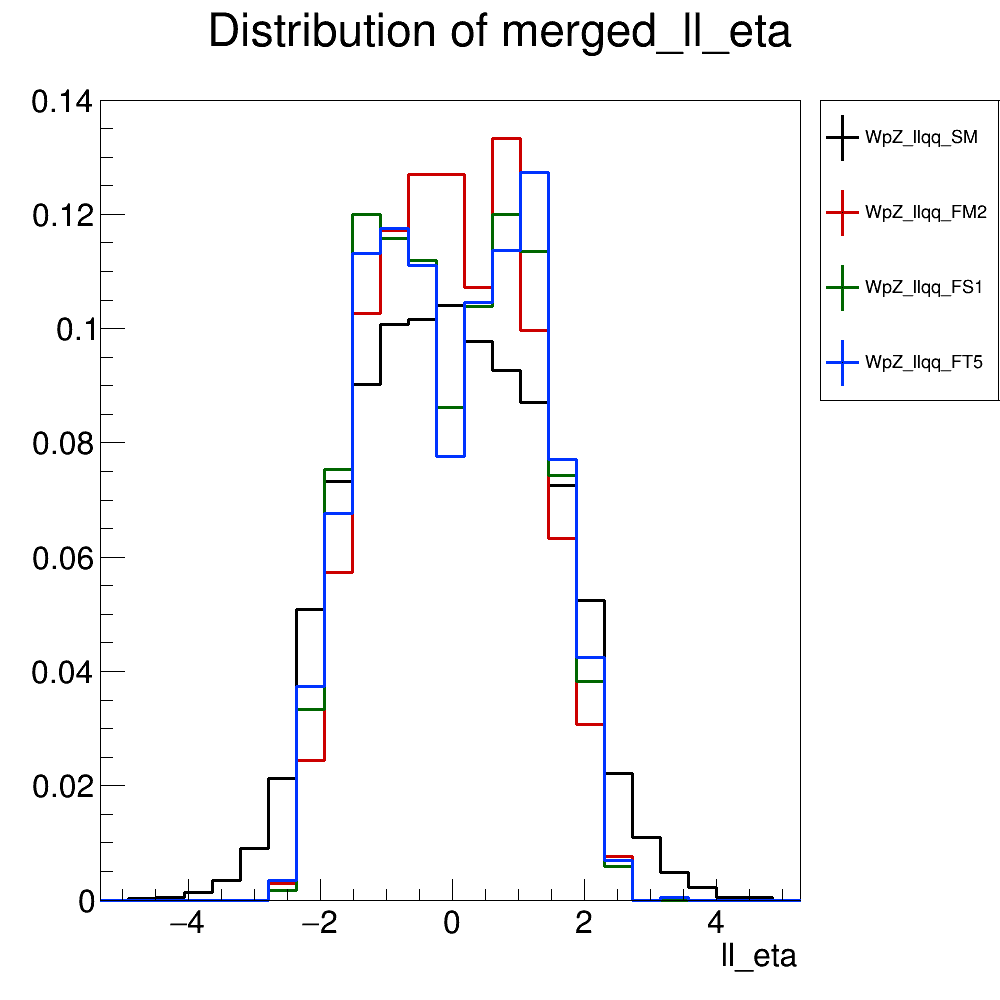 Distribution of merged_ll_eta
0.14
0.12
0.1
0.08
0.06
0.04
0.02
0
−4 −2 0 2 4
ll_eta
WpZ_llqq_SM
WpZ_llqq_FM2
WpZ_llqq_FS1
WpZ_llqq_FT5